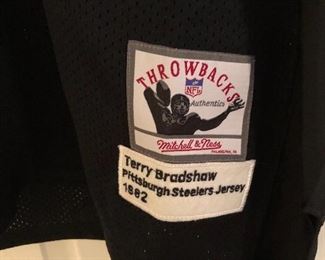 THROWBACKS
NFL
Authentics
Mitchell & Ness
PHILADELPHIA, PA
Terry Bradshaw
Pittsburgh Steelers Jersey
1982